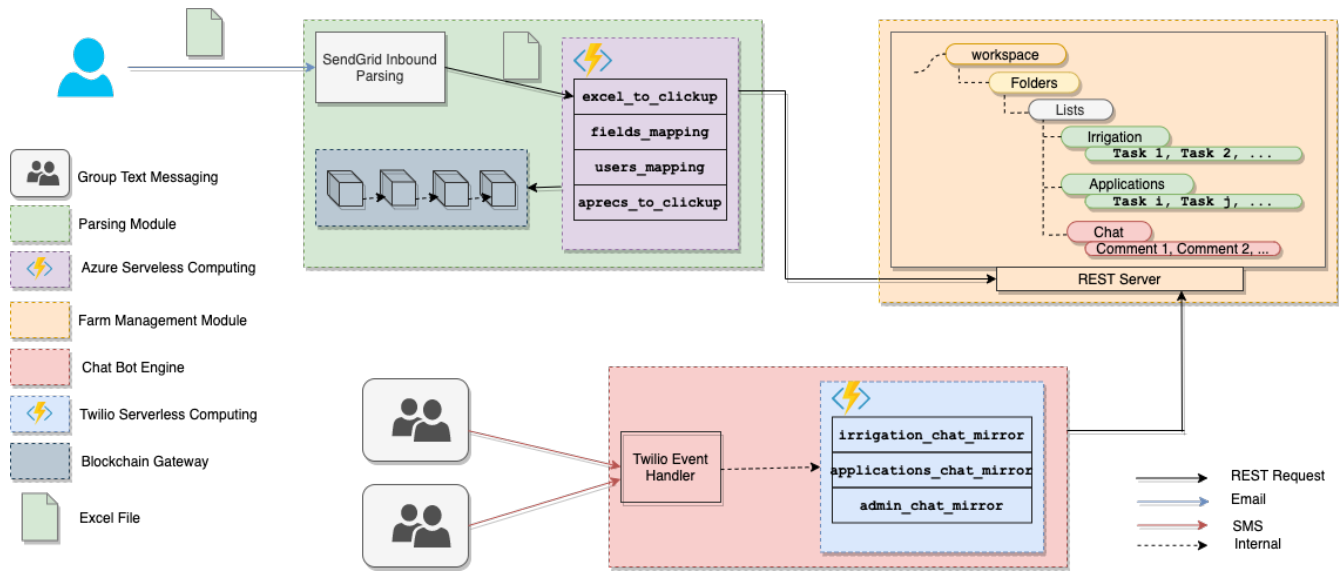 SendGrid Inbound
Parsing
excel_to_clickup
fields_mapping
users_mapping
aprecs_to_clickup
workspace
Folders
Lists
Irrigation
Task 1, Task 2, ...
Applications
Task i, Task j, ...
Chat
Comment 1, Comment 2, ...
REST Server
Group Text Messaging
Parsing Module
Azure Serveless Computing
Farm Management Module
Chat Bot Engine
Twilio Serverless Computing
Blockchain Gateway
Excel File
Twilio Event
Handler
irrigation_chat_mirror
applications_chat_mirror
admin_chat_mirror
REST Request
Email
SMS
Internal